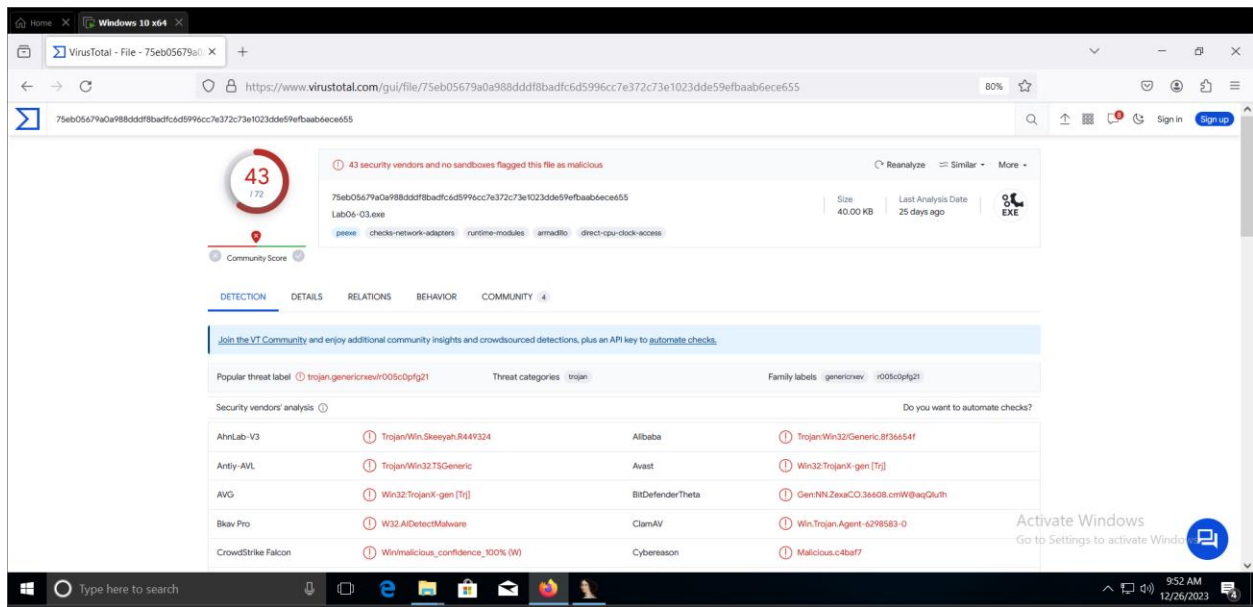 Home
Windows 10 x64
VirusTotal - File - 75eb05679a0
https://www.virustotal.com/gui/file/75eb05679a0a988dddf8badfc6d5996cc7e372c73e1023dde59efbaab6ece655
80%
75eb05679a0a988dddf8badfc6d5996cc7e372c73e1023dde59efbaab6ece655
Sign in
Sign up
43
/ 72
Community Score
43 security vendors and no sandboxes flagged this file as malicious
Reanalyze
Similar
More
75eb05679a0a988dddf8badfc6d5996cc7e372c73e1023dde59efbaab6ece655
Lab06-03.exe
peexe checks-network-adapters runtime-modules armadillo direct-cpu-clock-access
Size
40.00 KB
Last Analysis Date
25 days ago
EXE
DETECTION DETAILS RELATIONS BEHAVIOR COMMUNITY 4
Join the VT Community and enjoy additional community insights and crowdsourced detections, plus an API key to automate checks.
Popular threat label trojan.genericrxev/r005c0pfg21 Threat categories trojan Family labels genericrxev r005c0pfg21
Security vendors' analysis Do you want to automate checks?
AhnLab-V3 Trojan/Win.Skeeyah.R449324 Alibaba Trojan:Win32/Generic.8f36654f
Antiy-AVL Trojan/Win32.TSGeneric Avast Win32:TrojanX-gen [Trj]
AVG Win32:TrojanX-gen [Trj] BitDefenderTheta Gen:NN.ZexaCO.36608.cmW@aqQlu1h
Bkav Pro W32.AIDetectMalware ClamAV Win.Trojan.Agent-6298583-0
CrowdStrike Falcon Win/malicious_confidence_100% (W) Cybereason Malicious.c4baf7
Activate Windows
Go to Settings to activate Windows
Type here to search
9:52 AM
12/26/2023
4